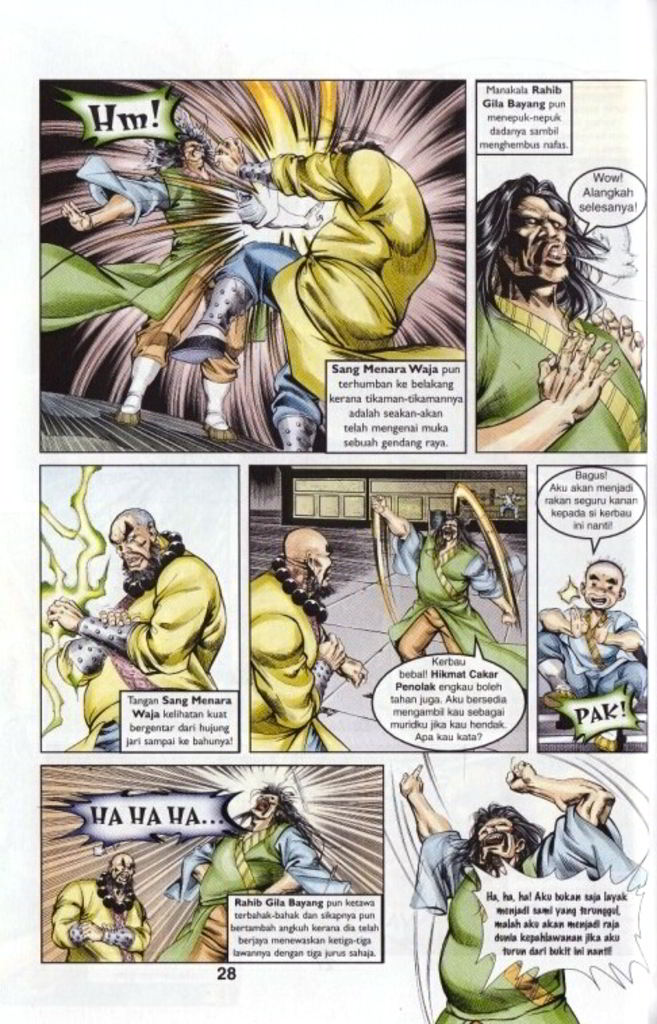 Hm!
Sang Menara Waja pun
terhumban ke belakang
kerana tikaman-tikamannya
adalah seakan-akan
telah mengenai muka
sebuah gendang raya.
Manakala Rahib
Gila Bayang pun
menepuk-nepuk
dadanya sambil
menghembus nafas.
Wow!
Alangkah
selesanya!
Tangan Sang Menara
Waja kelihatan kuat
bergentar dari hujung
jari sampai ke bahunya!
Kerbau
bebal! Hikmat Cakar
Penolak engkau boleh
tahan juga. Aku bersedia
mengambil kau sebagai
muridku jika kau hendak.
Apa kau kata?
Bagus!
Aku akan menjadi
rakan seguru kanan
kepada si kerbau
ini nanti!
PAK!
HA HA HA...
Rahib Gila Bayang pun ketawa
terbahak-bahak dan sikapnya pun
bertambah angkuh kerana dia telah
berjaya menewaskan ketiga-tiga
lawannya dengan tiga jurus sahaja.
Ha, ha, ha! Aku bukan saja layak
menjadi sami yang terunggul,
malah aku akan menjadi raja
dunia kepahlawanan jika aku
turun dari bukit ini nanti!
28